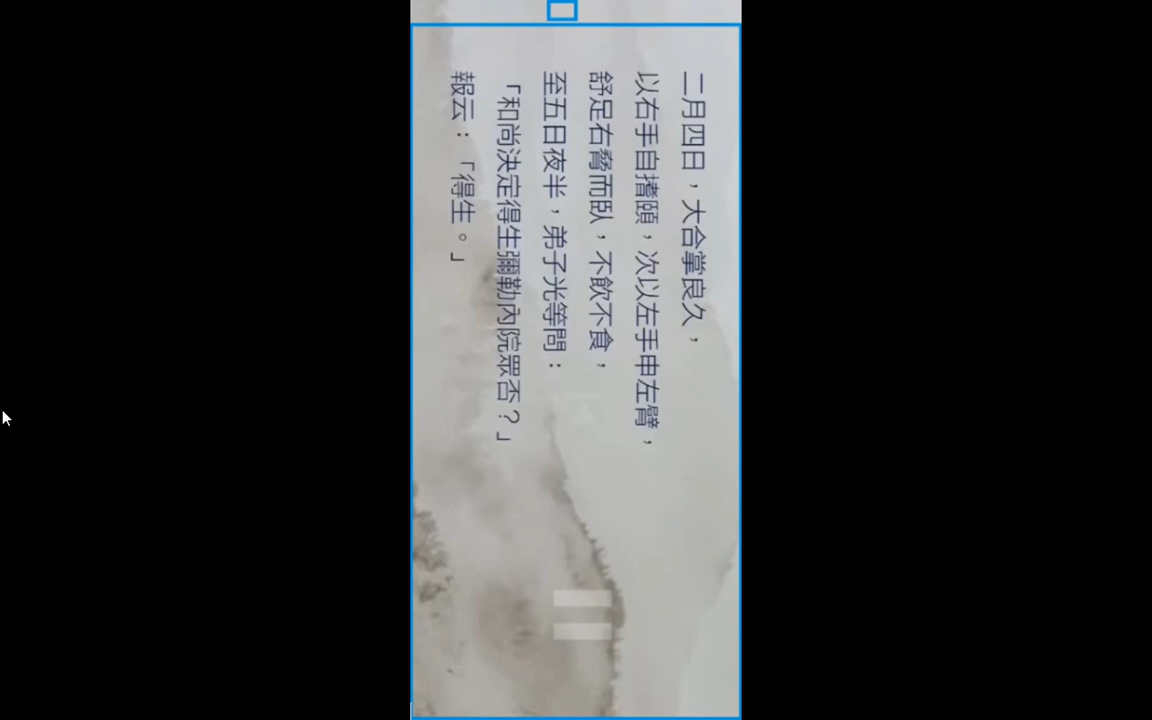 二月四日，大合掌良久，
以右手自搘頤，次以左手申左臂，
舒足右脅而臥，不飲不食，
至五日夜半，弟子光等問：
「和尚決定得生彌勒內院眾否？」
報云：「得生。」